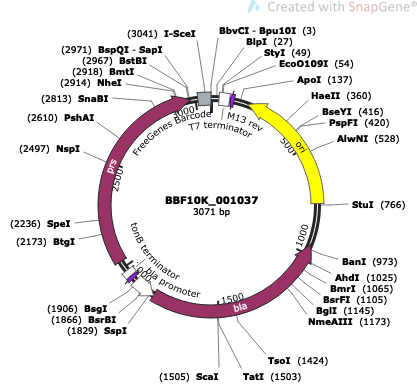 Created with SnapGene®
(3041) I-SceI
BbvCI - Bpu10I (3)
(2971) BspQI - SapI
BlpI (27)
(2967) BstBI
StyI (49)
(2918) BmtI
EcoO109I (54)
(2914) NheI
ApoI (137)
(2813) SnaBI
HaeII (360)
(2610) PshAI
BseYI (416)
PspFI (420)
(2497) NspI
AlwNI (528)
3000
FreeGenes Barcode
T7 terminator
M13 rev
ori
500
prs
2500
BBF10K_001037
3071 bp
StuI (766)
(2236) SpeI
(2173) BtgI
1000
tonB terminator
bla promoter
1500
bla
BanI (973)
AhdI (1025)
BmrI (1065)
BsrFI (1105)
BglI (1145)
NmeAIII (1173)
(1906) BsgI
(1866) BsrBI
(1829) SspI
TsoI (1424)
(1505) ScaI
TatI (1503)